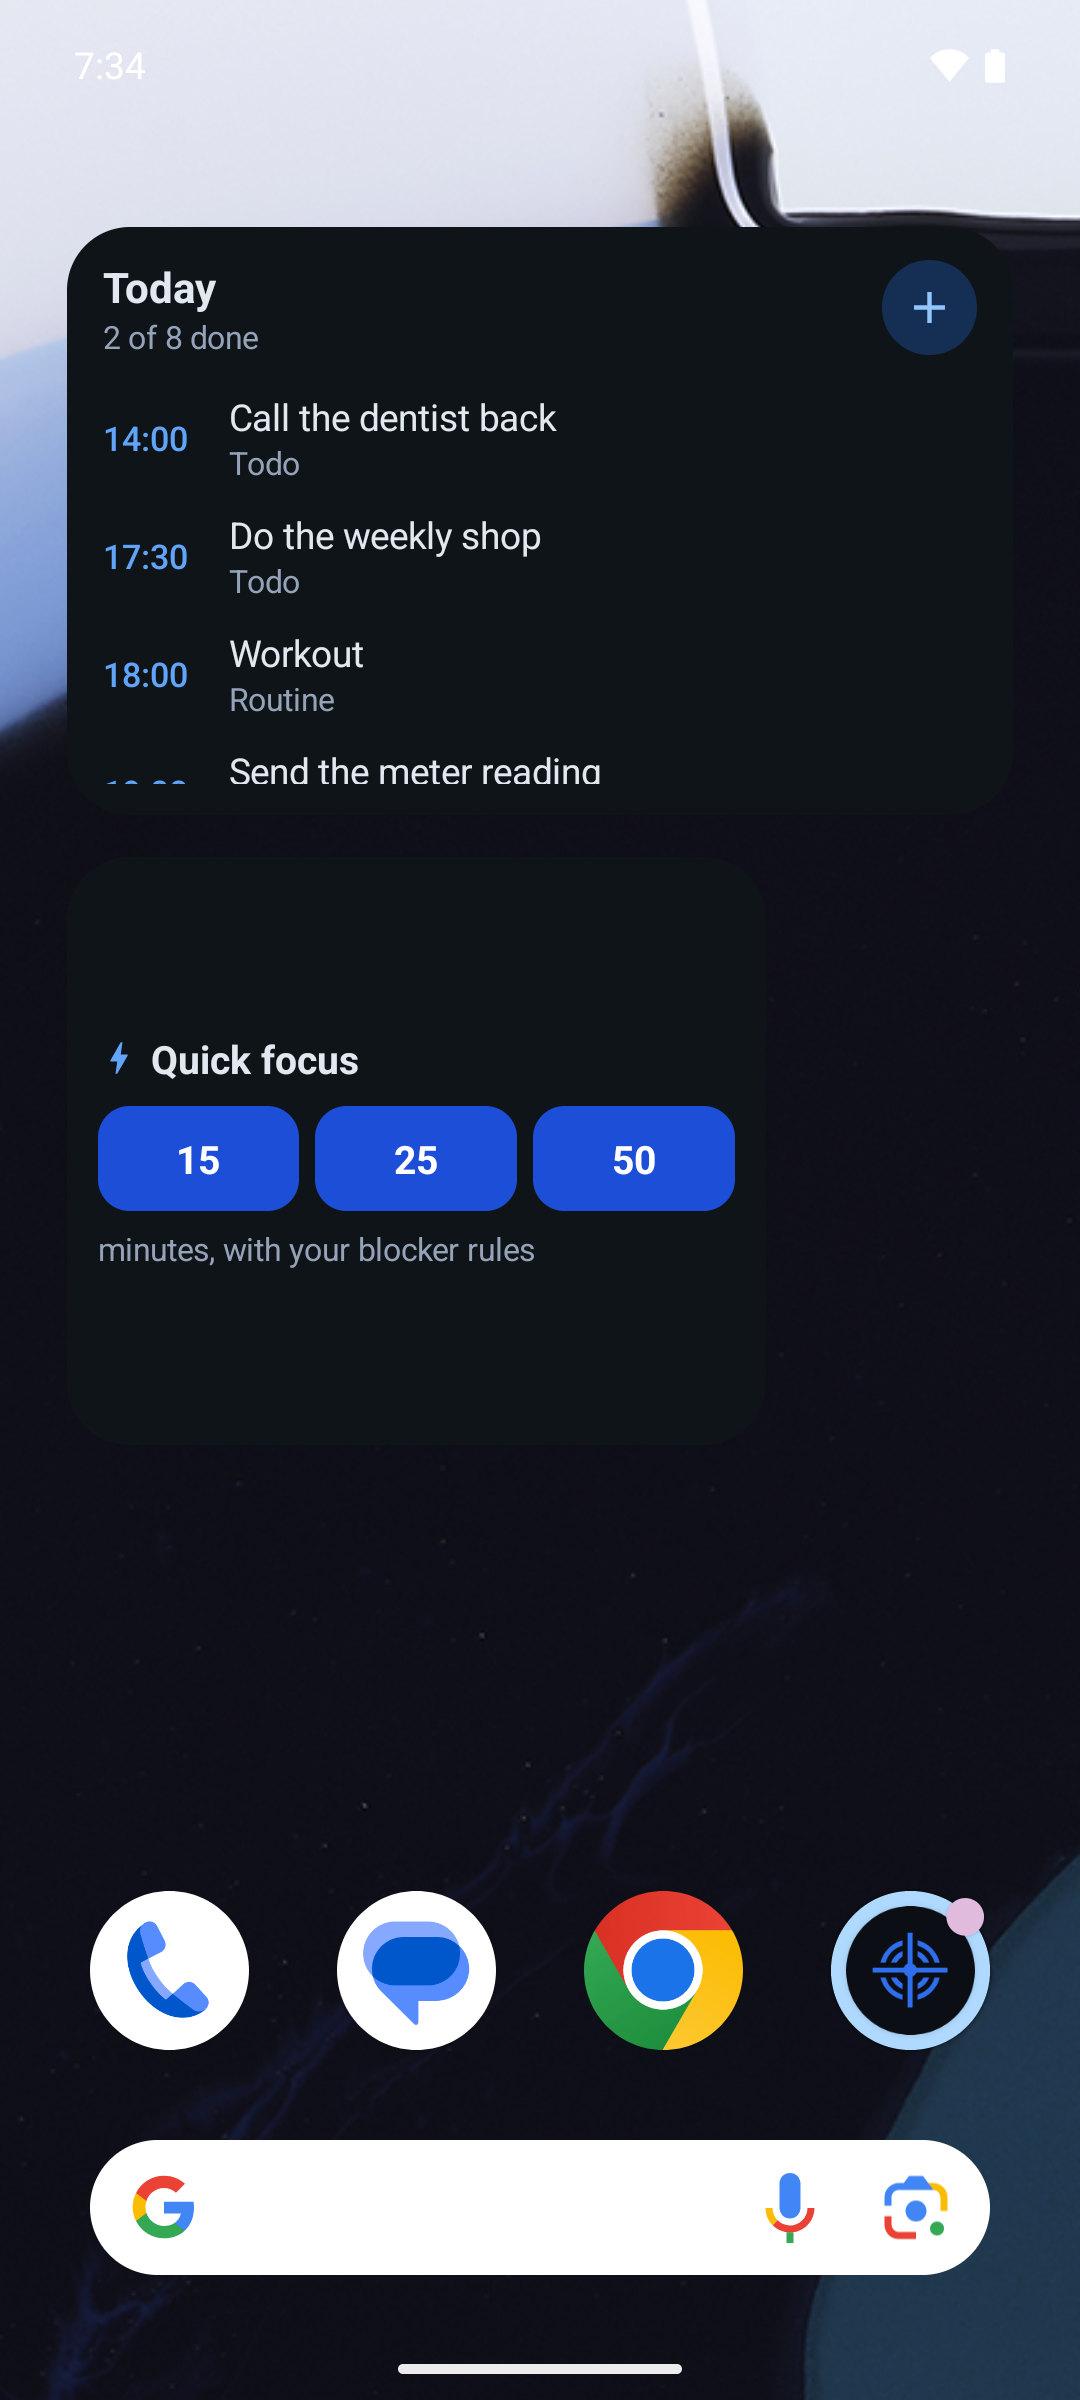 7:34
Today
2 of 8 done
14:00
Call the dentist back
Todo
17:30
Do the weekly shop
Todo
18:00
Workout
Routine
Send the meter reading
Quick focus
15
25
50
minutes, with your blocker rules